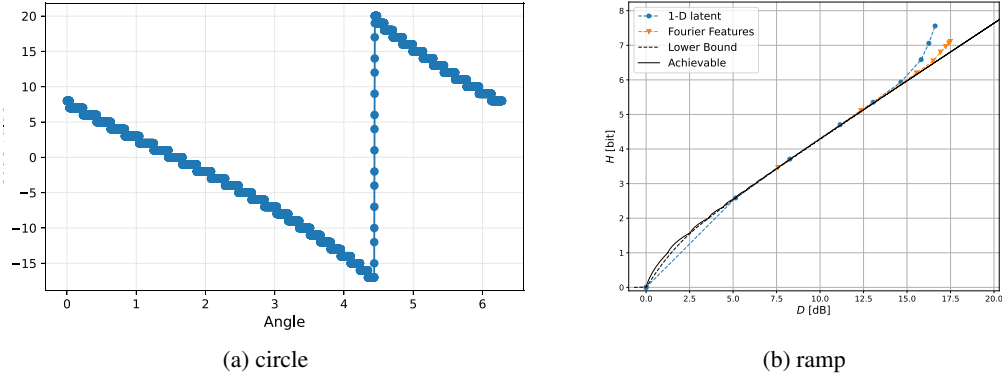 20
15
10
5
0
−5
−10
−15
0 1 2 3 4 5 6
Angle
(a) circle
8
7
6
5
4
3
2
1
0
1-D latent
Fourier Features
Lower Bound
Achievable
H [bit]
0.0 2.5 5.0 7.5 10.0 12.5 15.0 17.5 20.0
D [dB]
(b) ramp